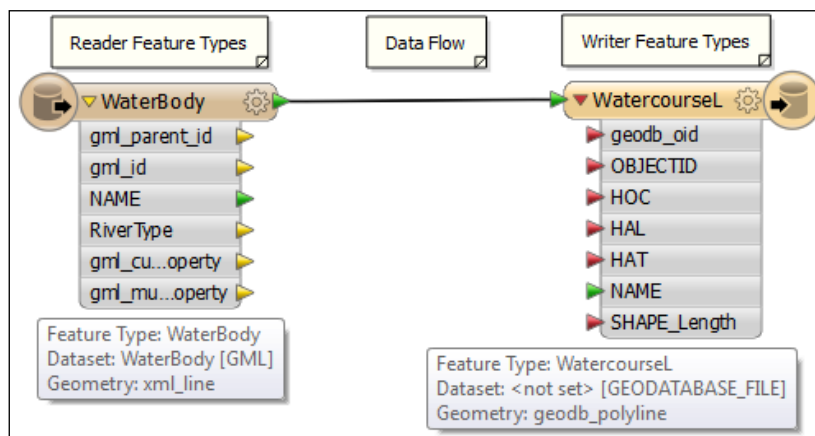 Reader Feature Types
Data Flow
Writer Feature Types
WaterBody
gml_parent_id
gml_id
NAME
RiverType
gml_cu...operty
gml_mu...operty
Feature Type: WaterBody
Dataset: WaterBody [GML]
Geometry: xml_line
WatercourseL
geodb_oid
OBJECTID
HOC
HAL
HAT
NAME
SHAPE_Length
Feature Type: WatercourseL
Dataset: <not set> [GEODATABASE_FILE]
Geometry: geodb_polyline